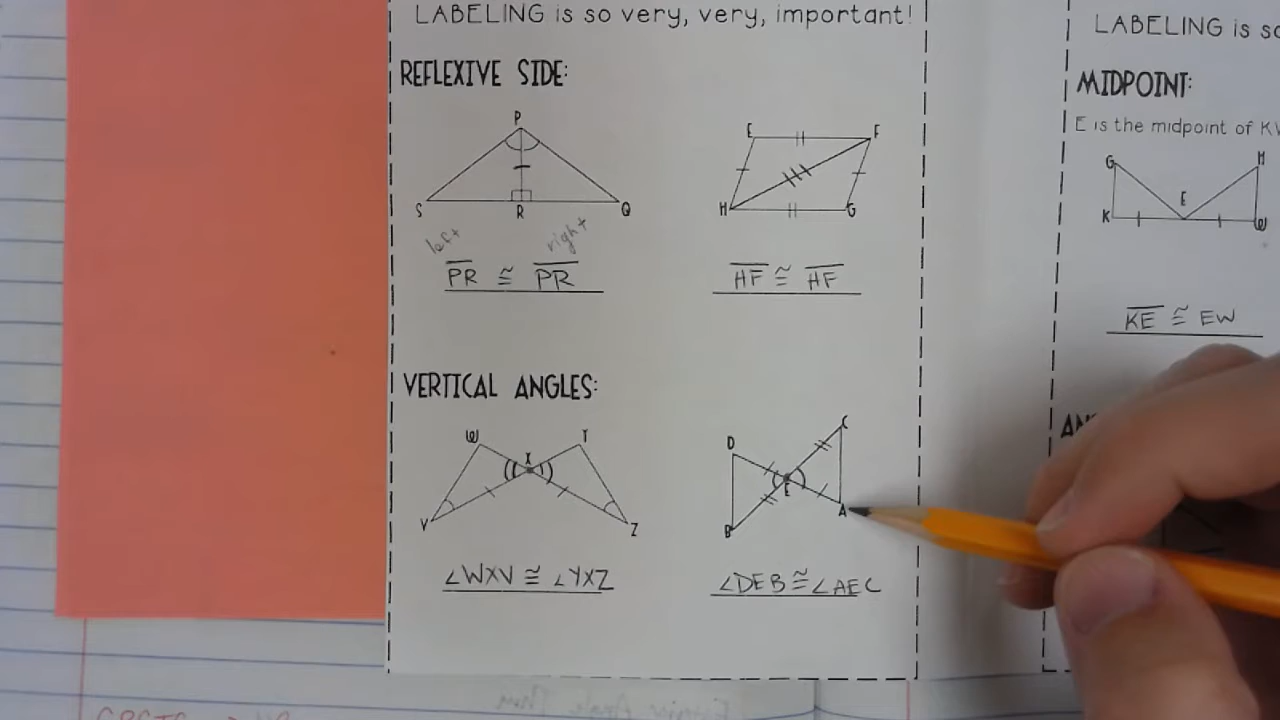 LABELING is so very, very, important!
REFLEXIVE SIDE:
P
S R Q
E F
H G
left right
PR ≅ PR
HF ≅ HF
VERTICAL ANGLES:
W X Y
V Z
D C
E
B A
∠WXV ≅ ∠YXZ
∠DEB ≅ ∠AEC
LABELING is so
MIDPOINT:
E is the midpoint of KW
G H
E
K W
KE ≅ EW